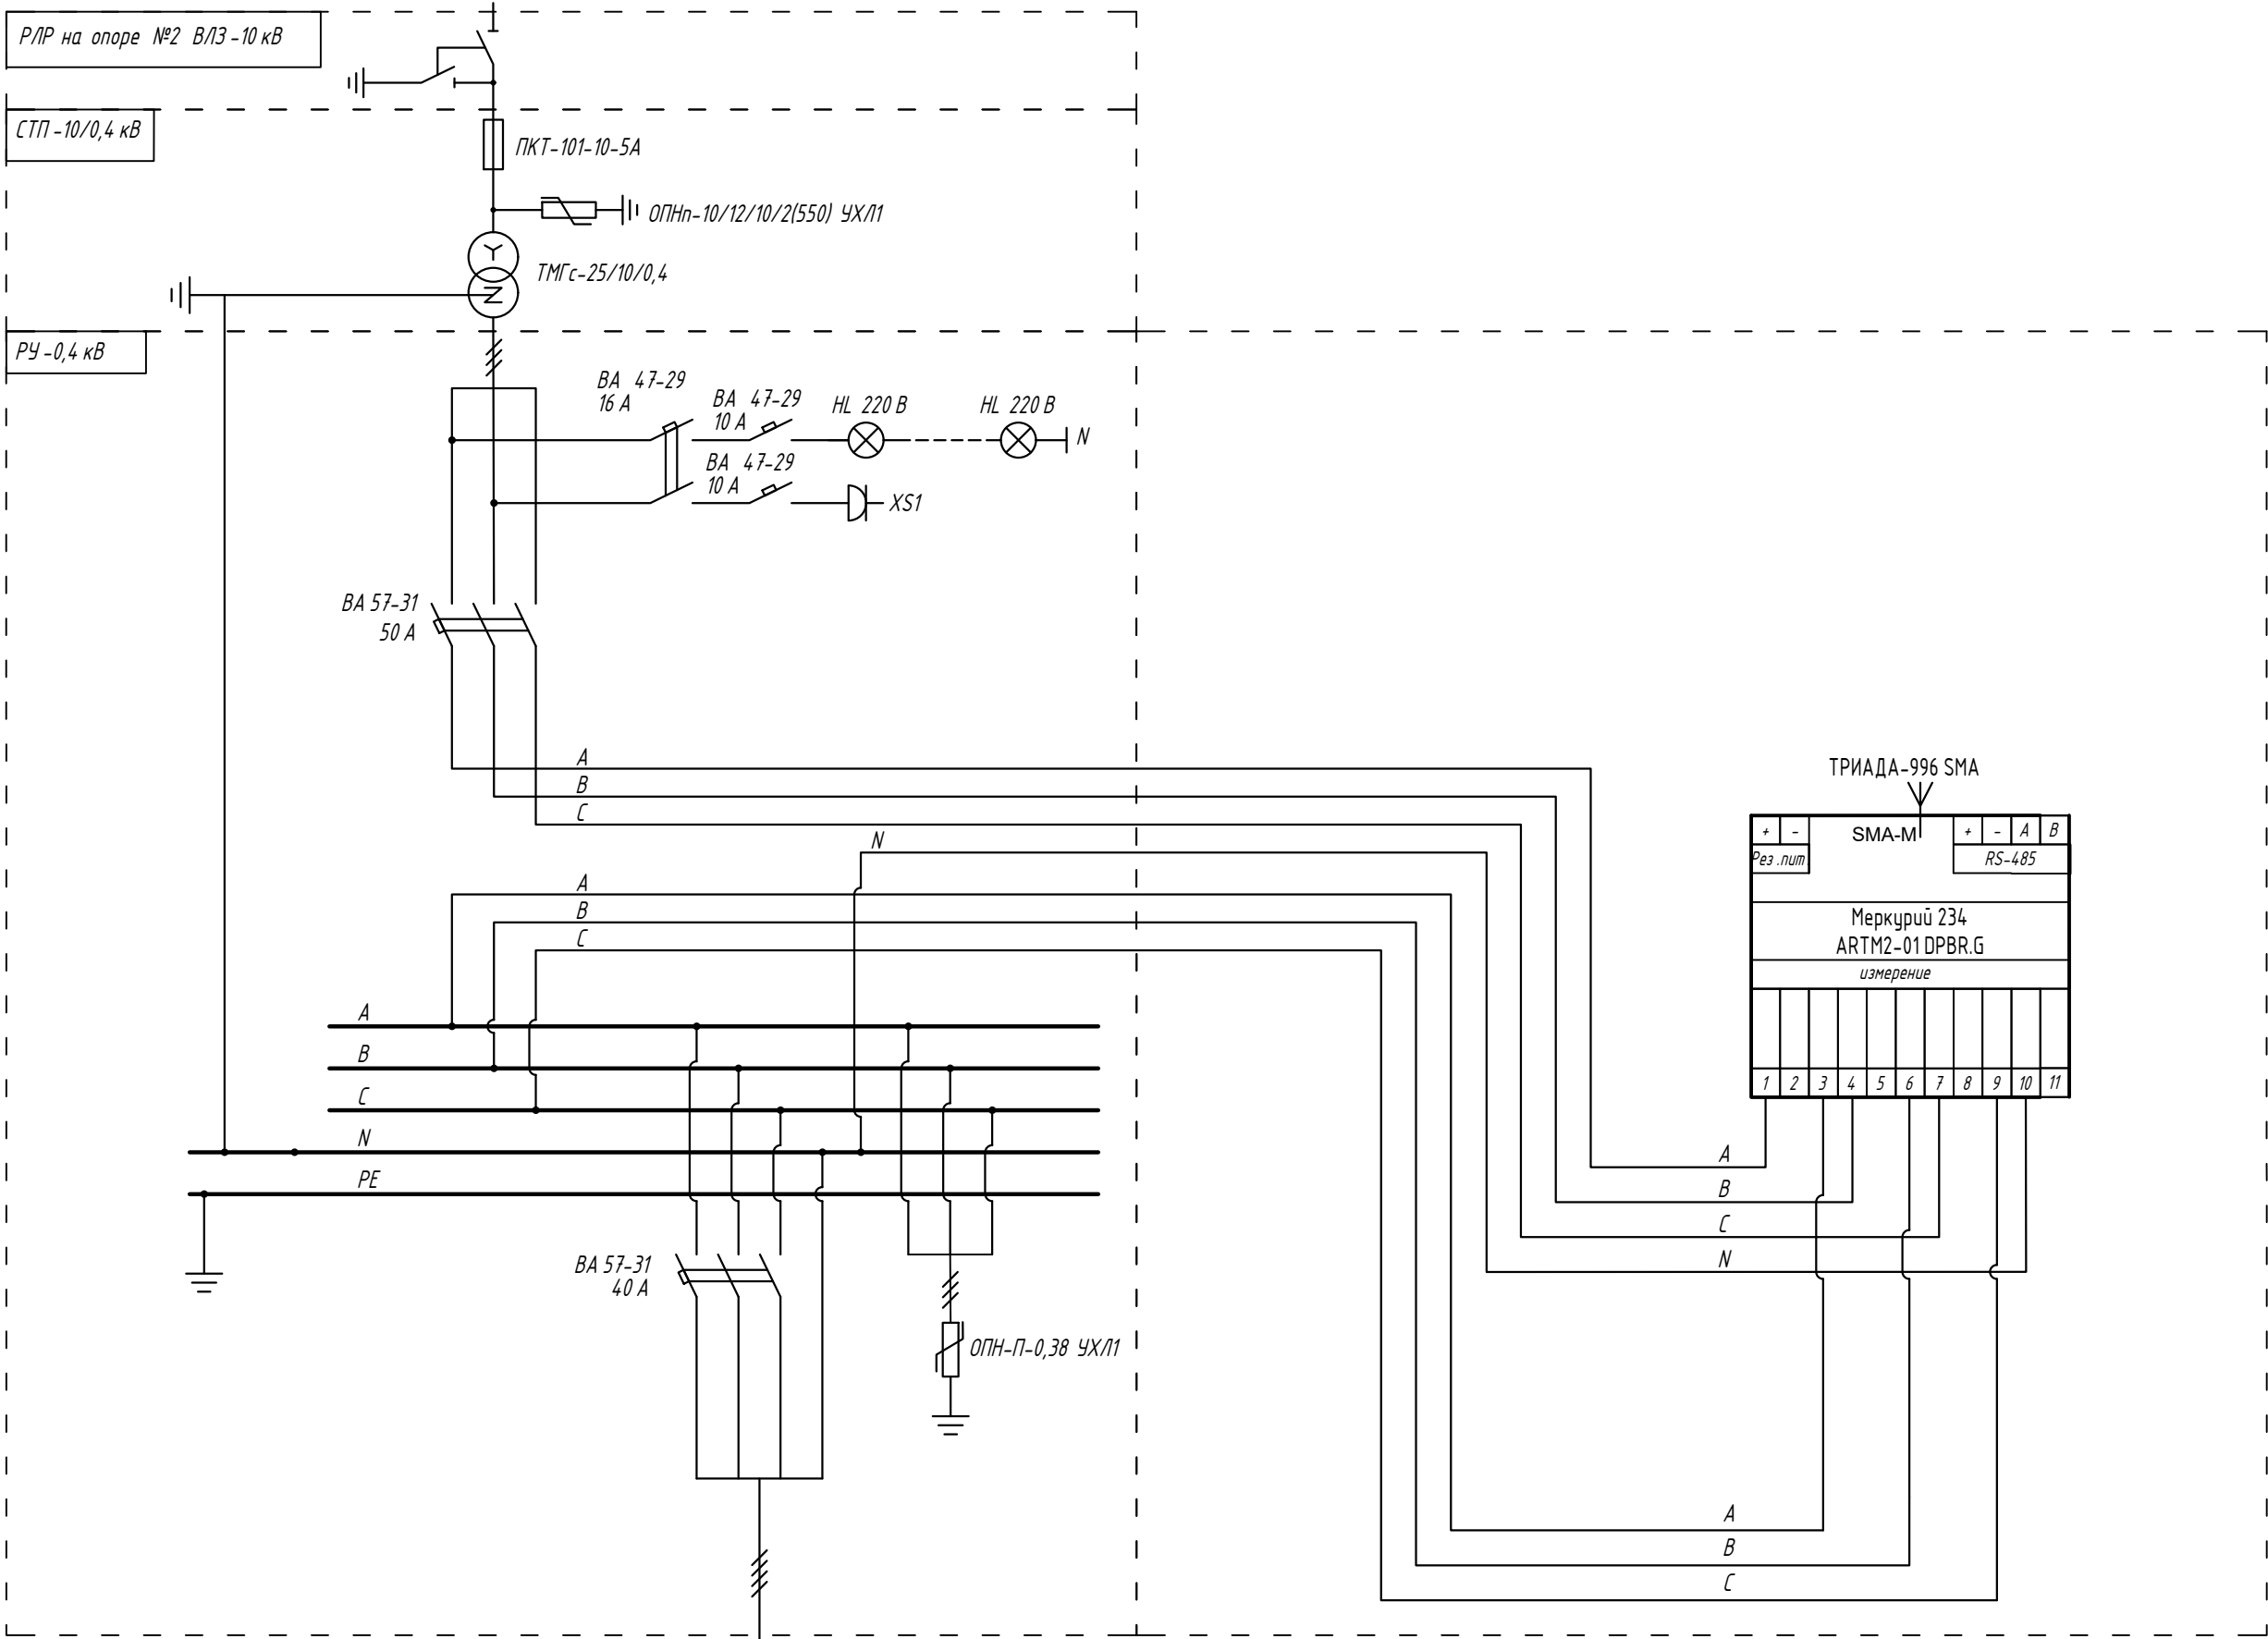 РЛР на опоре №2 ВЛЗ-10 кВ
СТП-10/0,4 кВ
ПКТ-101-10-5А
ОПНп-10/12/10/2(550) УХЛ1
ТМГс-25/10/0,4
РУ-0,4 кВ
ВА 47-29
16 А
ВА 47-29
10 А
HL 220 В
HL 220 В
N
ВА 47-29
10 А
XS1
ВА 57-31
50 А
A
B
C
N
A
B
C
ТРИАДА-996 SMA
+ - SMA-M + - A B
Рез.пит. RS-485
Меркурий 234
ARTM2-01 DPBR.G
измерение
1 2 3 4 5 6 7 8 9 10 11
A
B
C
N
PE
A
B
C
N
ВА 57-31
40 А
ОПН-П-0,38 УХЛ1
A
B
C